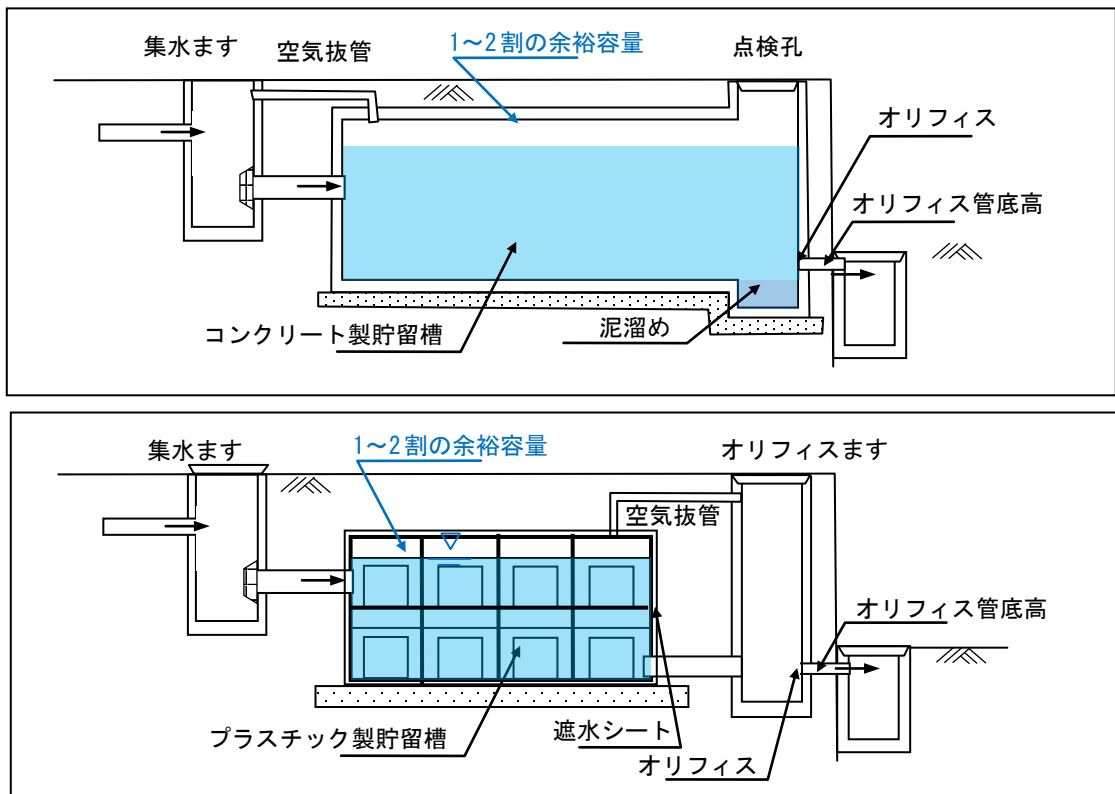 集水ます
空気抜管
1～2割の余裕容量
点検孔
オリフィス
オリフィス管底高
コンクリート製貯留槽
泥溜め
集水ます
1～2割の余裕容量
オリフィスます
空気抜管
オリフィス管底高
プラスチック製貯留槽
遮水シート
オリフィス